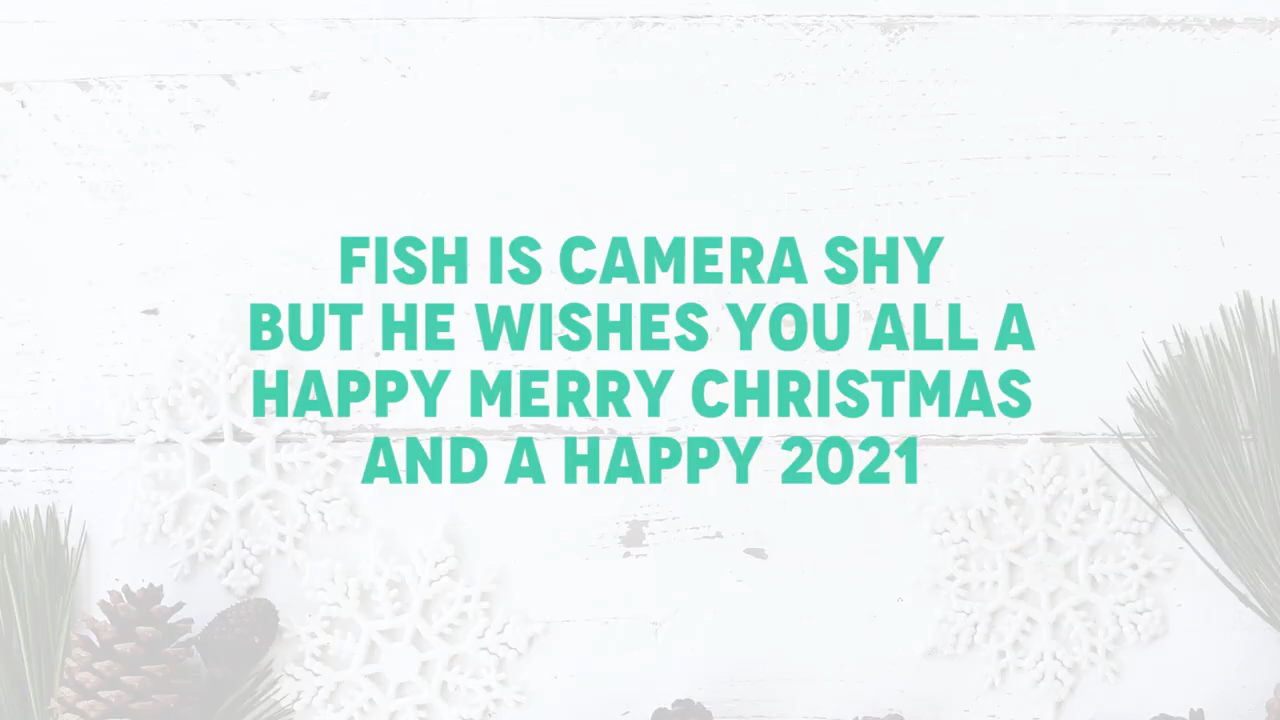 FISH IS CAMERA SHY
BUT HE WISHES YOU ALL A
HAPPY MERRY CHRISTMAS
AND A HAPPY 2021